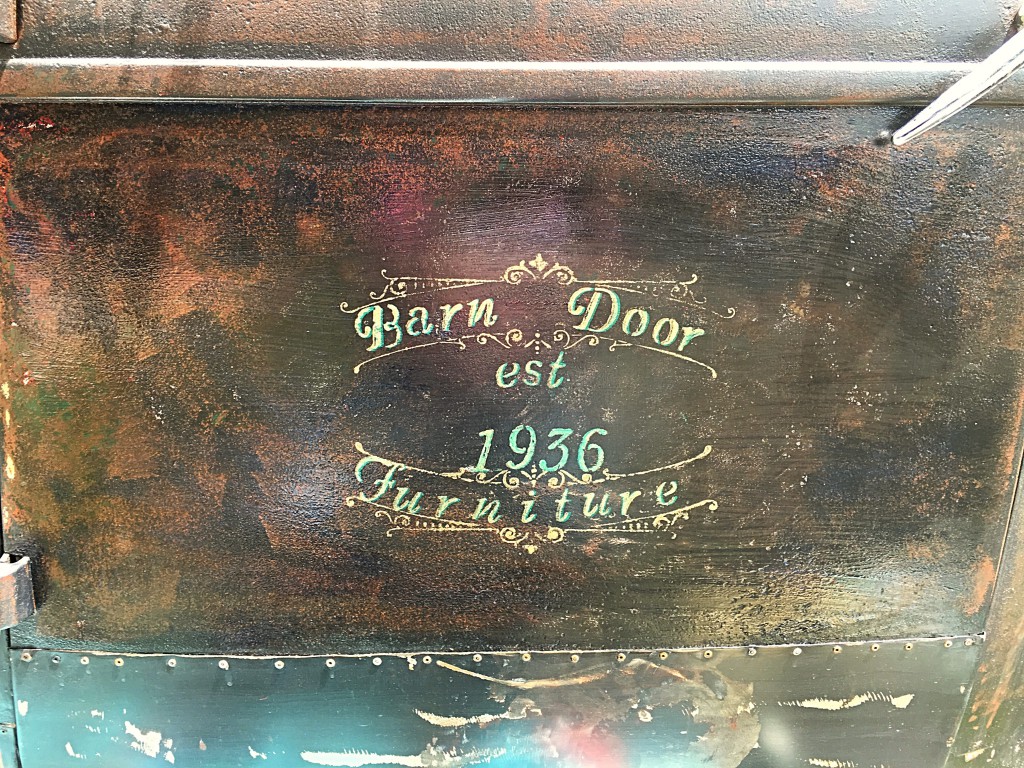 Barn Door
est
1936
Furniture